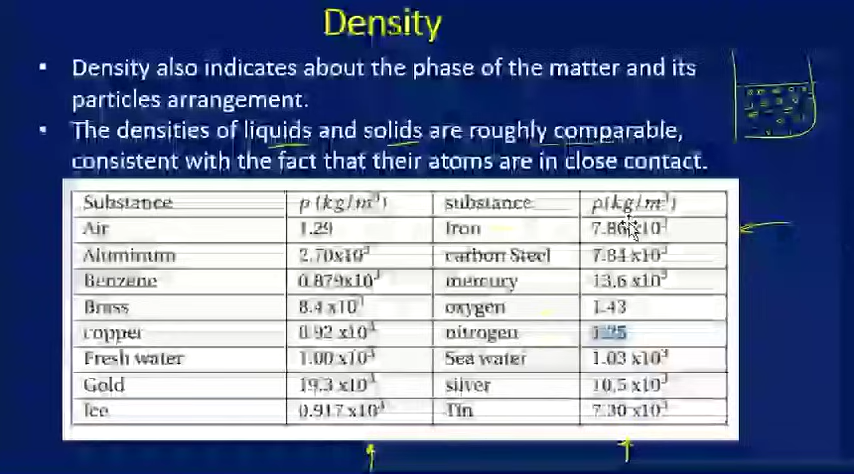 Density
• Density also indicates about the phase of the matter and its
particles arrangement.
• The densities of liquids and solids are roughly comparable,
consistent with the fact that their atoms are in close contact.
Substance ρ (kg/m³) substance ρ(kg/m³)
Air 1.29 Iron 7.86x10³
Aluminum 2.70x10³ carbon Steel 7.84 x10³
Benzene 0.879x10³ mercury 13.6 x10³
Brass 8.4 x10³ oxygen 1.43
copper x10³ nitrogen 1.25
Fresh water 1.00 x10³ Sea water 1.03 x10³
Gold 19.3 x10³ silver 10.5 x10³
Ice 0.917 x10³ Tin 7.30 x10³